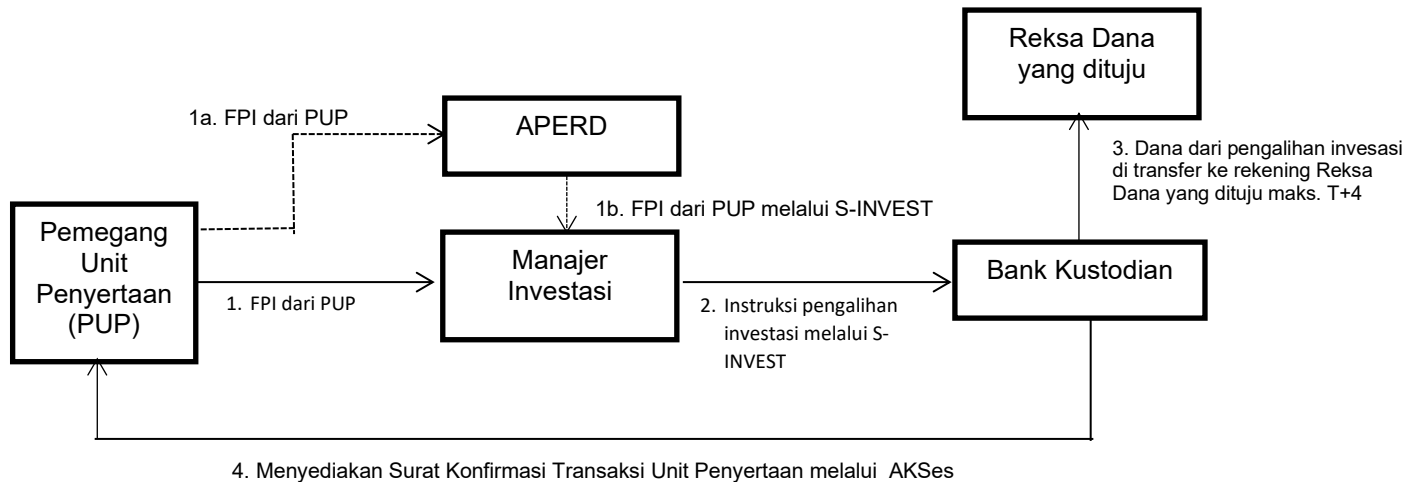 Reksa Dana
yang dituju
1a. FPI dari PUP
APERD
3. Dana dari pengalihan invesasi
di transfer ke rekening Reksa
Dana yang dituju maks. T+4
1b. FPI dari PUP melalui S-INVEST
Pemegang
Unit
Penyertaan
(PUP)
Manajer
Investasi
Bank Kustodian
1. FPI dari PUP
2. Instruksi pengalihan
investasi melalui S-
INVEST
4. Menyediakan Surat Konfirmasi Transaksi Unit Penyertaan melalui AKSes